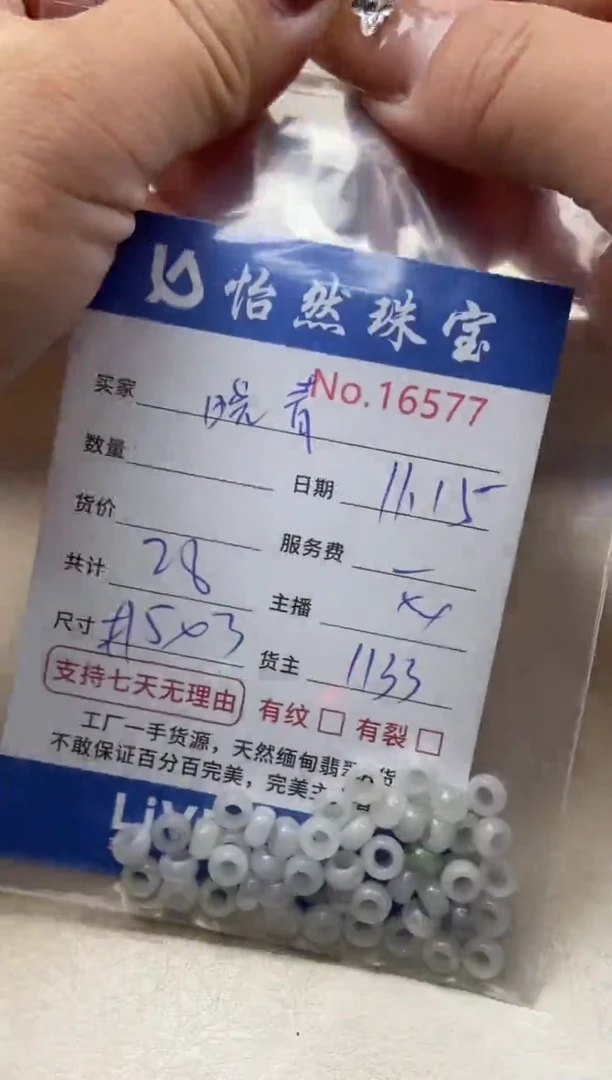 怡然珠宝
No.16577
买家 晓青
数量
日期 11.15
货价
服务费 一
共计 28
主播
尺寸 5x3
货主 1133
支持七天无理由
有纹 □ 有裂 □
工厂一手货源，天然缅甸翡
不敢保证百分百完美，完美主